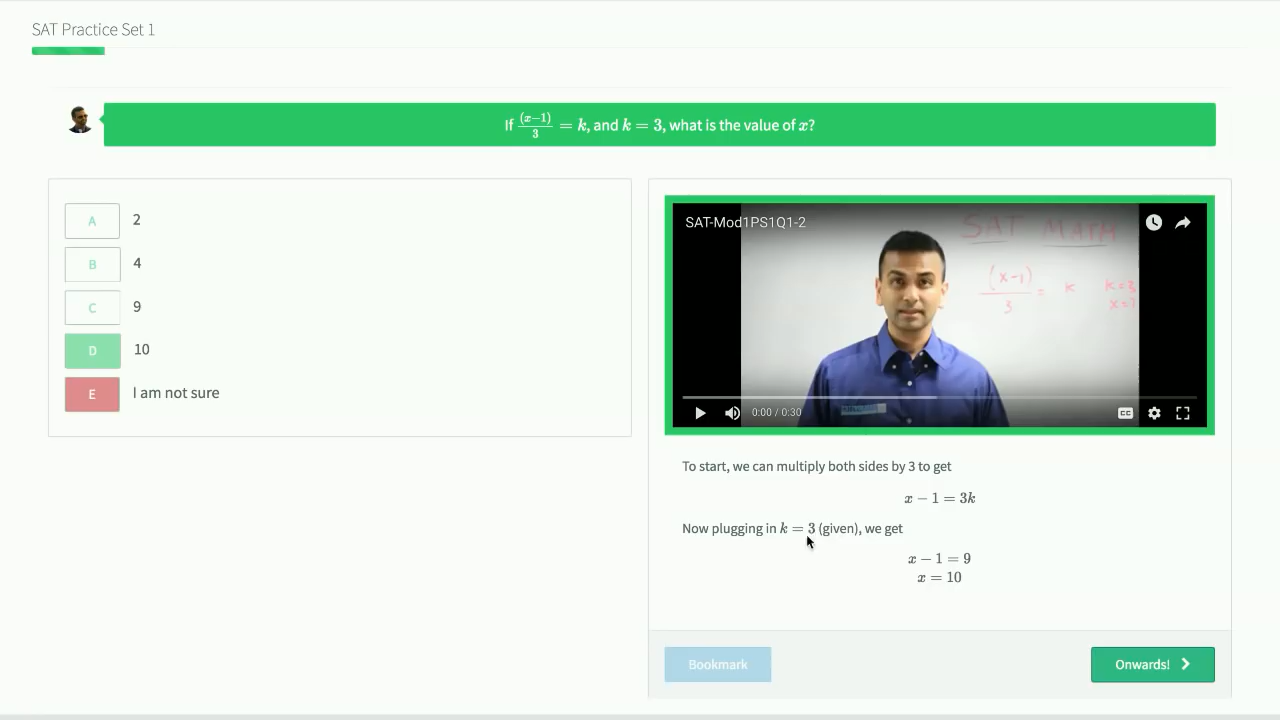 SAT Practice Set 1
If (x−1)/3 = k, and k = 3, what is the value of x?
A 2
B 4
C 9
D 10
E I am not sure
SAT-Mod1PS1Q1-2
SAT MATH
(x-1)/3 = k k=3
x=?
0:00 / 0:30
CC
To start, we can multiply both sides by 3 to get
x − 1 = 3k
Now plugging in k = 3 (given), we get
x − 1 = 9
x = 10
Bookmark
Onwards!